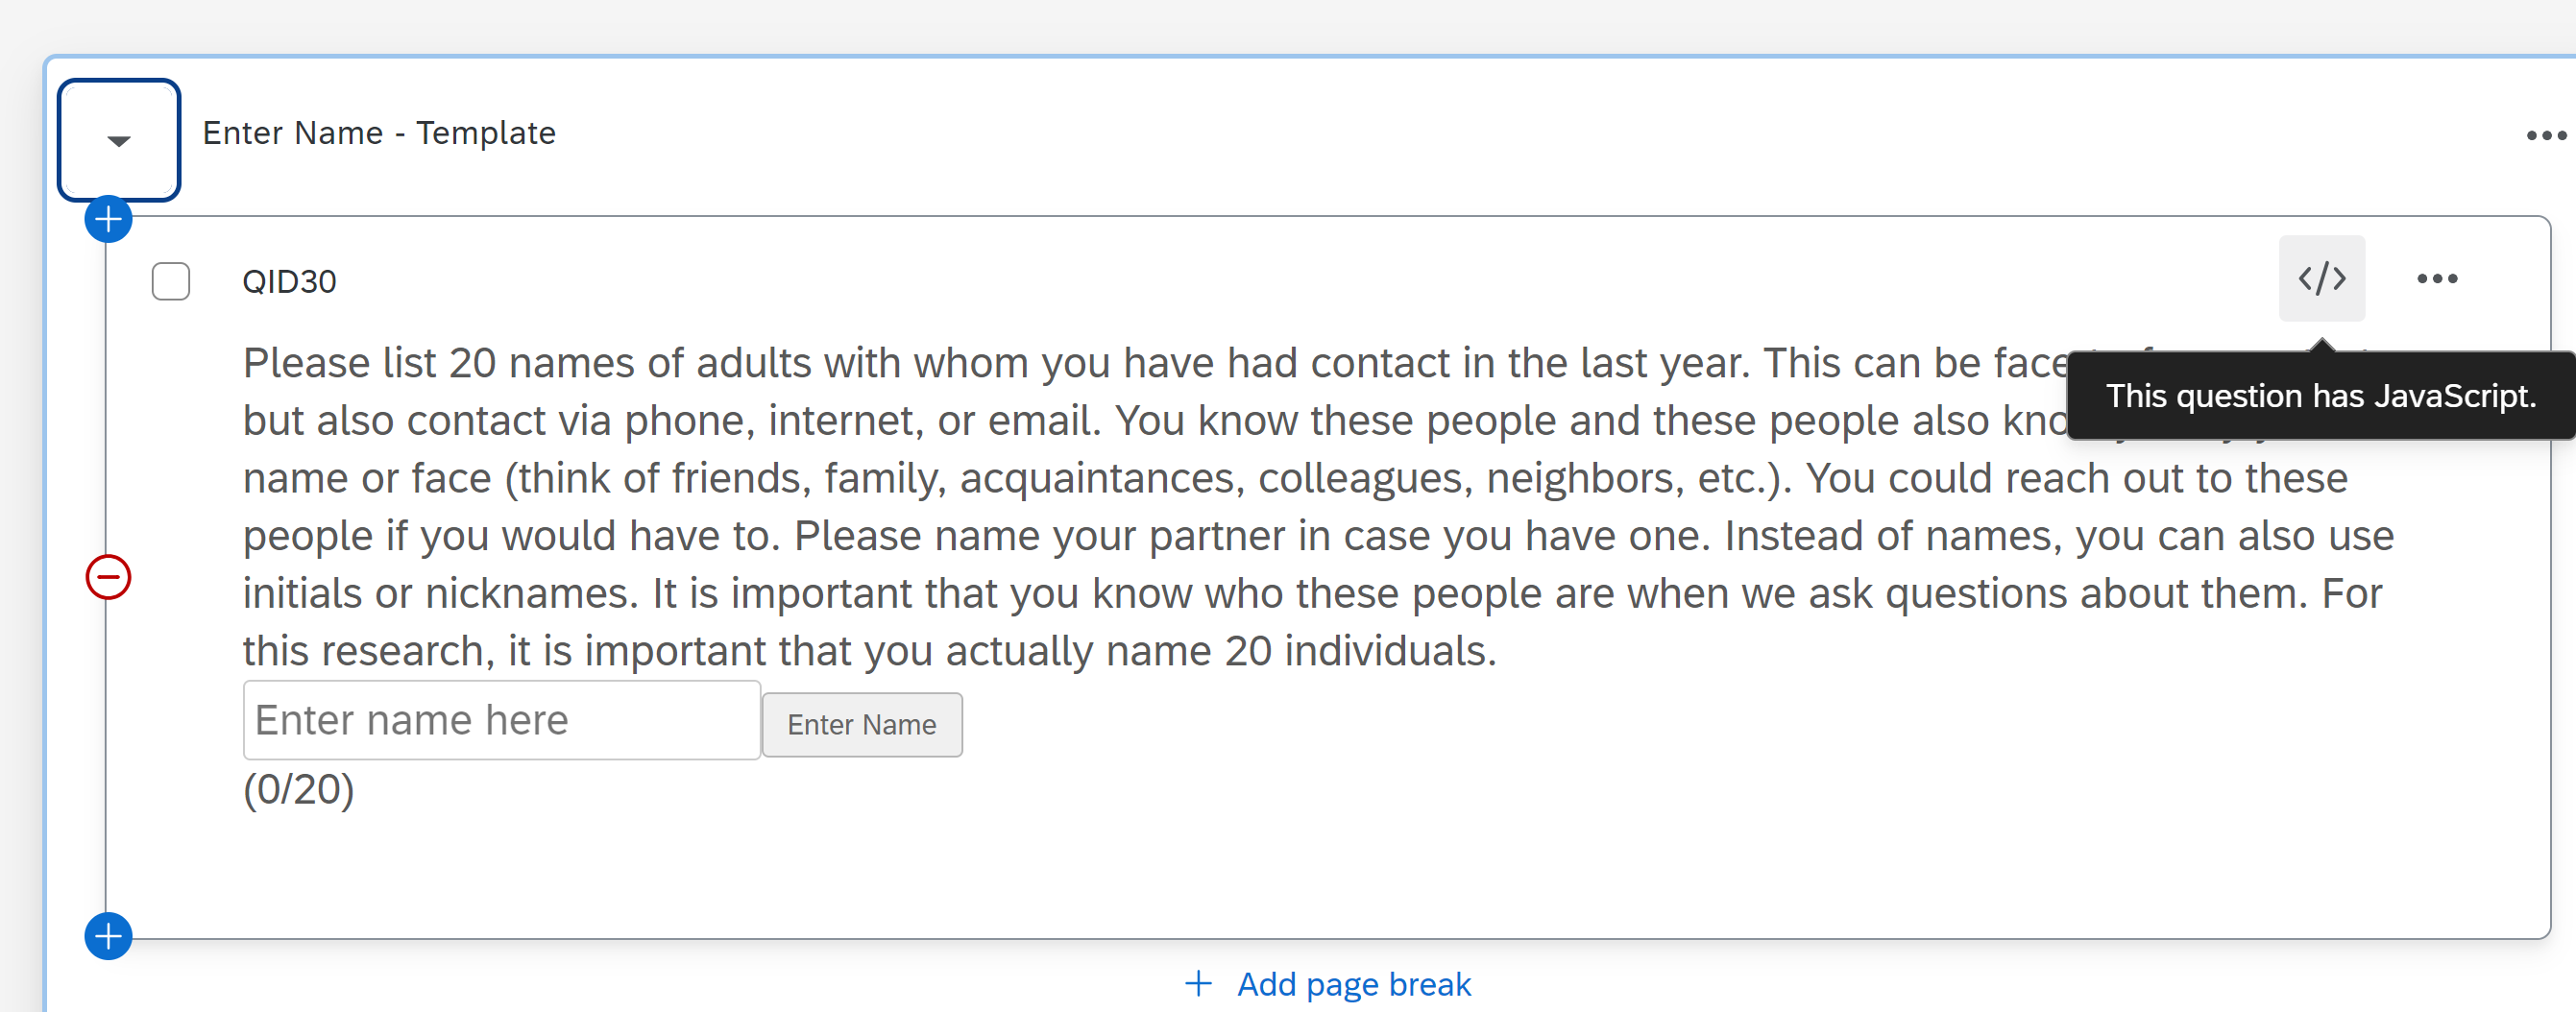 Enter Name - Template
QID30
Please list 20 names of adults with whom you have had contact in the last year. This can be face
This question has JavaScript.
but also contact via phone, internet, or email. You know these people and these people also
name or face (think of friends, family, acquaintances, colleagues, neighbors, etc.). You could reach out to these
people if you would have to. Please name your partner in case you have one. Instead of names, you can also use
initials or nicknames. It is important that you know who these people are when we ask questions about them. For
this research, it is important that you actually name 20 individuals.
Enter name here
Enter Name
(0/20)
Add page break